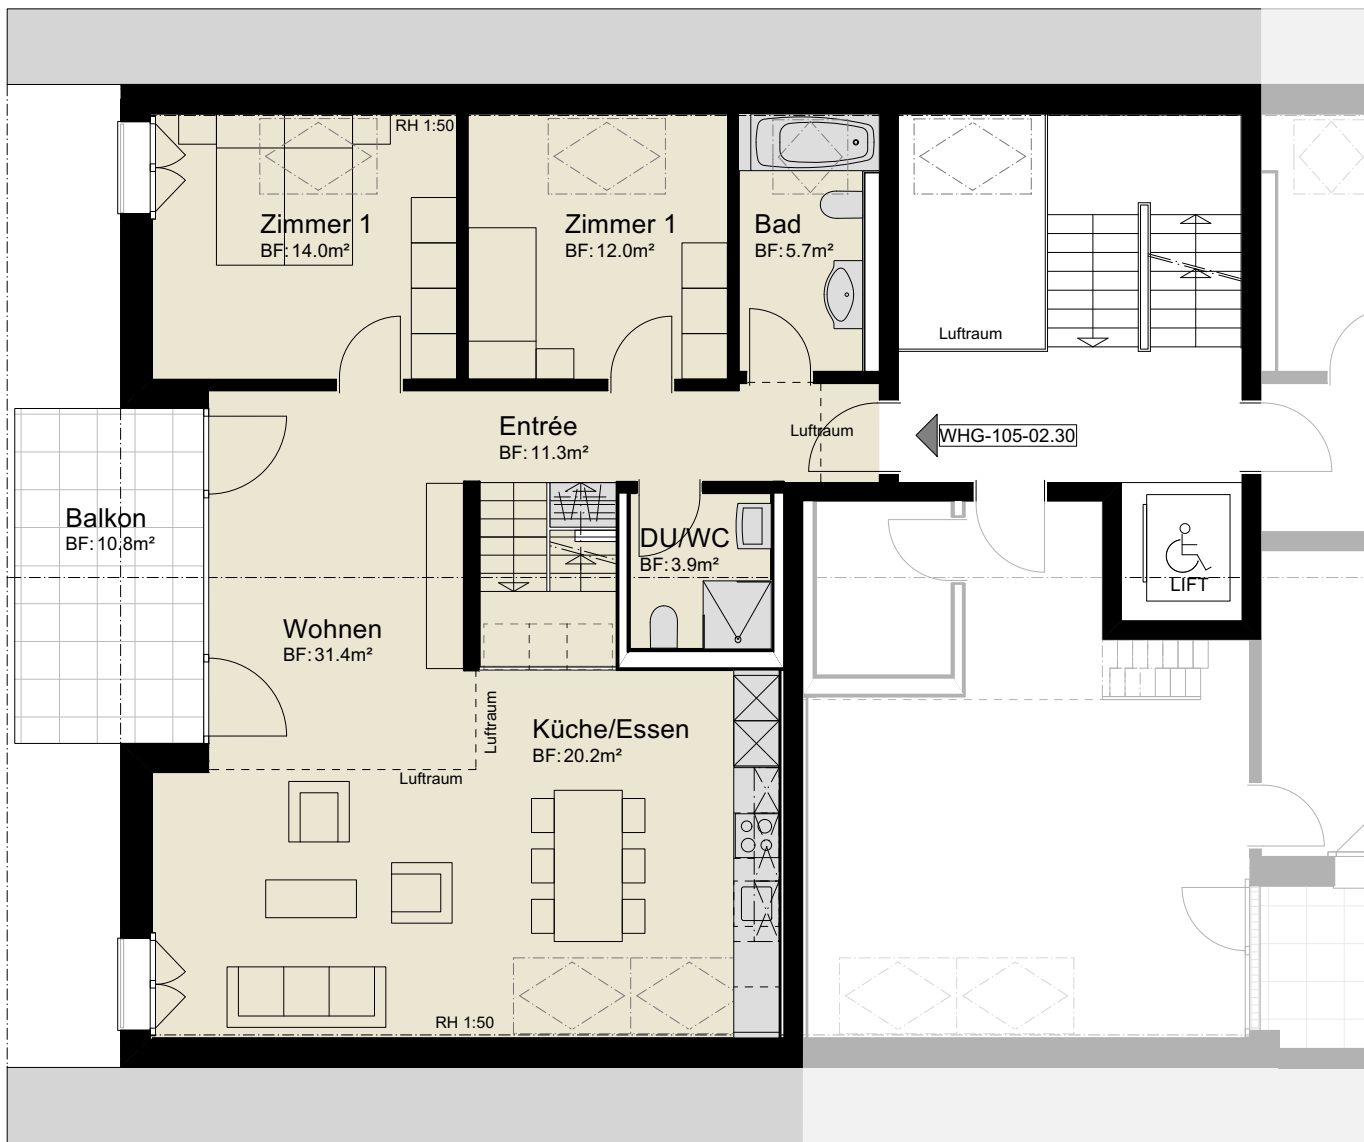 RH 1:50
Zimmer 1
BF: 14.0m²
Zimmer 1
BF: 12.0m²
Bad
BF: 5.7m²
Luftraum
Entrée
BF: 11.3m²
Luftraum
WHG-105-02.30
Balkon
BF: 10.8m²
DU/WC
BF: 3.9m²
LIFT
Wohnen
BF: 31.4m²
Luftraum
Küche/Essen
BF: 20.2m²
Luftraum
RH 1:50